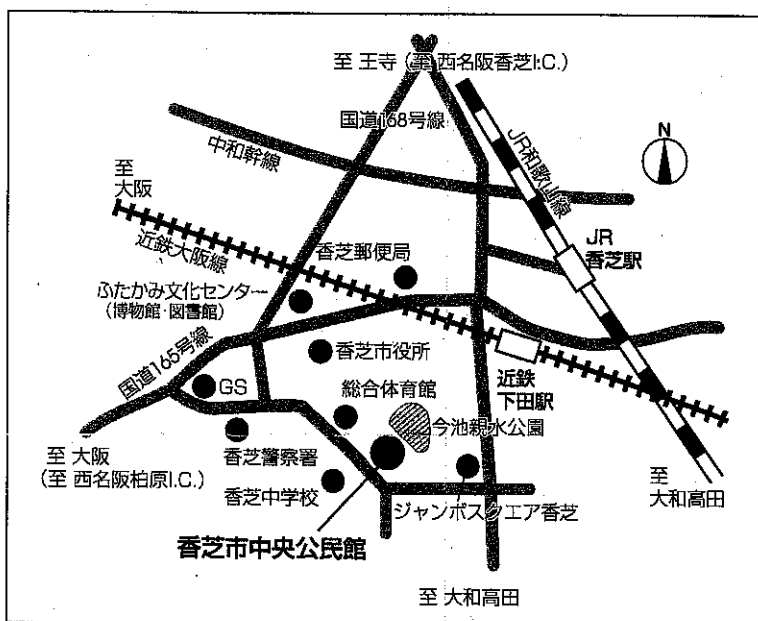 至 王寺（至 西名阪香芝I.C.）
国道168号線
N
中和幹線
JR和歌山線
至
大阪
JR
香芝駅
近鉄大阪線
香芝郵便局
ふたかみ文化センター
（博物館・図書館）
国道165号線
香芝市役所
近鉄
下田駅
GS
総合体育館
今池親水公園
至 大阪
（至 西名阪柏原I.C.）
香芝警察署
至
大和高田
香芝中学校
ジャンボスクエア香芝
香芝市中央公民館
至 大和高田